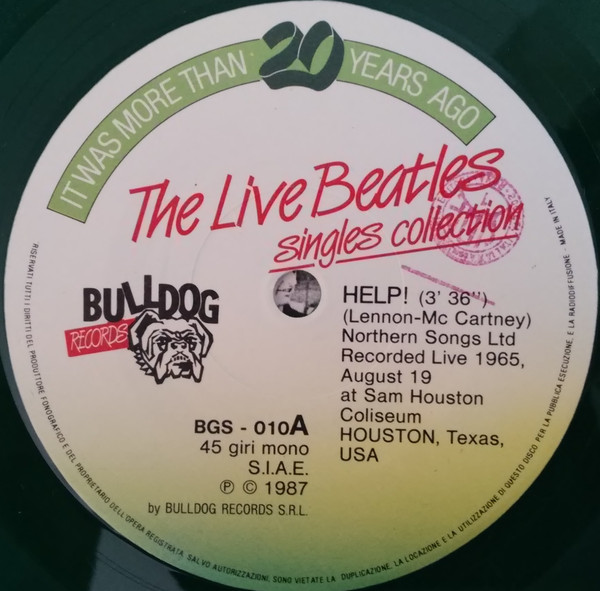 IT WAS MORE THAN 20 YEARS AGO
The Live Beatles
singles collection
BULLDOG
RECORDS
HELP! (3' 36")
(Lennon-Mc Cartney)
Northern Songs Ltd
Recorded Live 1965,
August 19
at Sam Houston
Coliseum
HOUSTON, Texas,
USA
BGS - 010A
45 giri mono
S.I.A.E.
Ⓟ © 1987
by BULLDOG RECORDS S.R.L.
RISERVATI TUTTI I DIRITTI DEL PRODUTTORE FONOGRAFICO E DEL PROPRIETARIO DELL'OPERA REGISTRATA. SALVO AUTORIZZAZIONE SONO VIETATE LA DUPLICAZIONE, LA LOCAZIONE E LA UTILIZZAZIONE DI QUESTO DISCO PER LA PUBBLICA ESECUZIONE, E LA RADIODIFFUSIONE - MADE IN ITALY